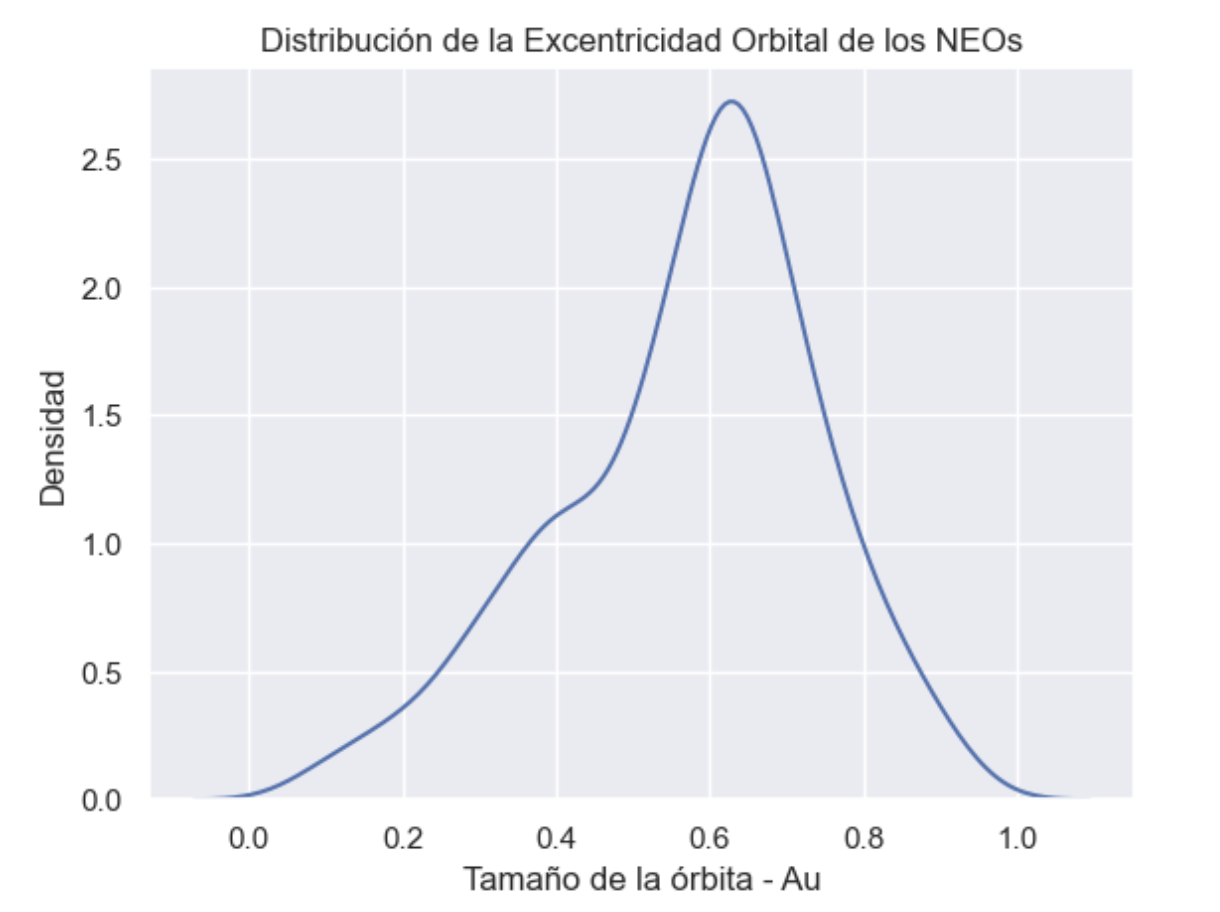 Distribución de la Excentricidad Orbital de los NEOs
Densidad
2.5
2.0
1.5
1.0
0.5
0.0
0.0 0.2 0.4 0.6 0.8 1.0
Tamaño de la órbita - Au